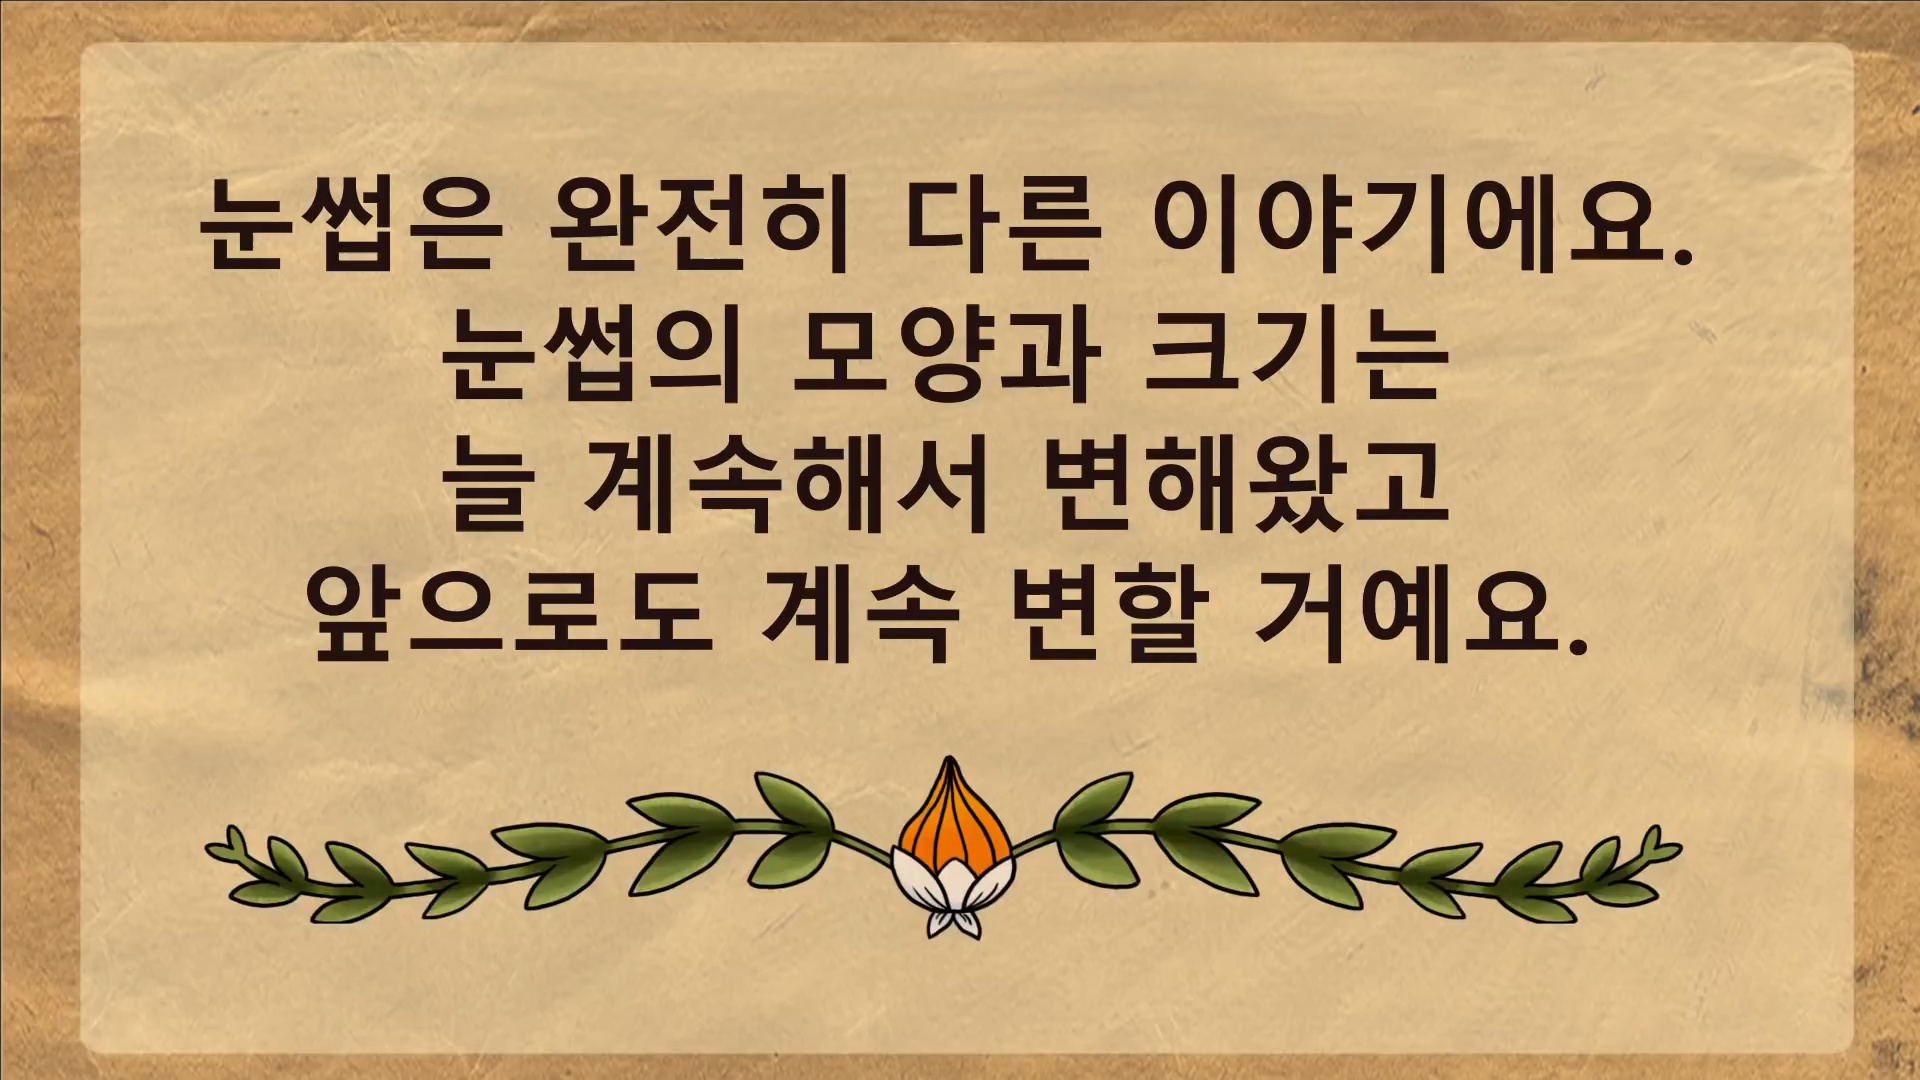 눈썹은 완전히 다른 이야기에요.
눈썹의 모양과 크기는
늘 계속해서 변해왔고
앞으로도 계속 변할 거예요.